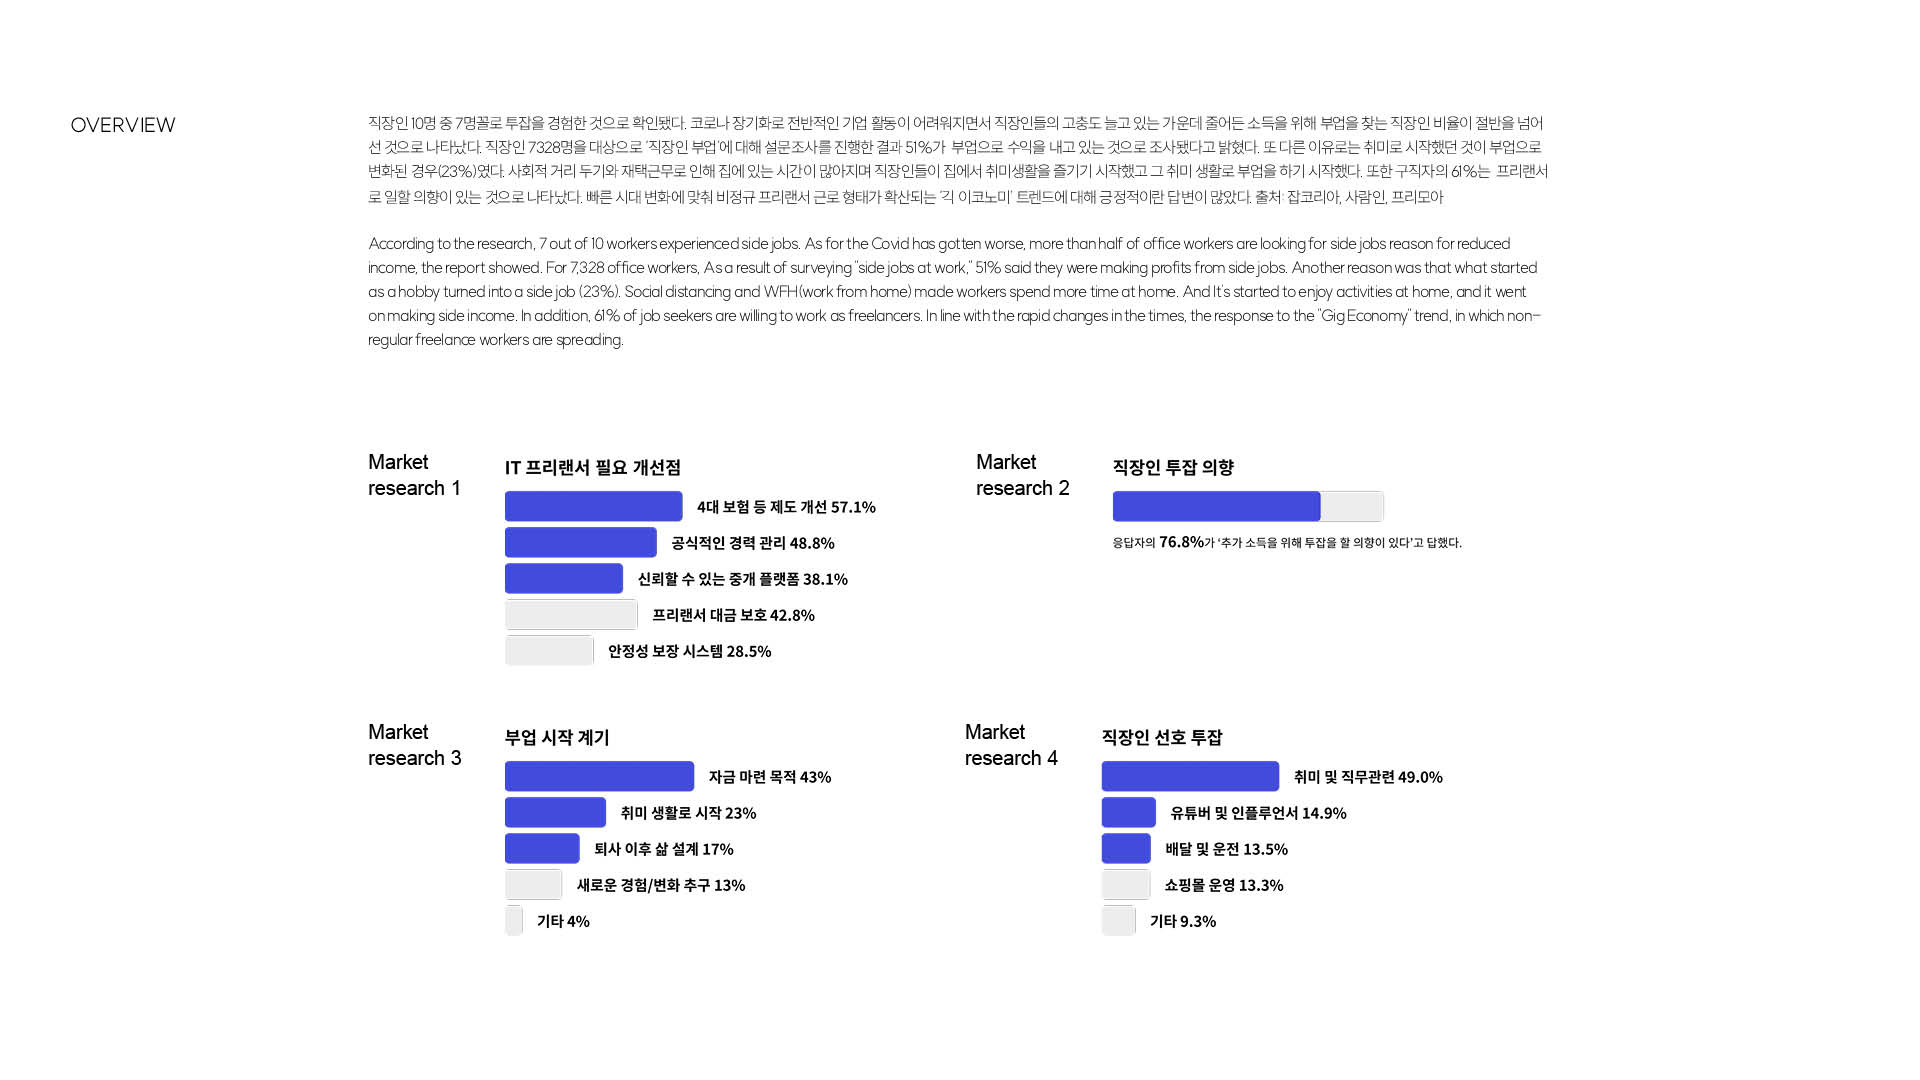 OVERVIEW
직장인 10명 중 7명꼴로 투잡을 경험한 것으로 확인됐다. 코로나 장기화로 전반적인 기업 활동이 어려워지면서 직장인들의 고충도 늘고 있는 가운데 줄어든 소득을 위해 부업을 찾는 직장인 비율이 절반을 넘어
선 것으로 나타났다. 직장인 7328명을 대상으로 '직장인 부업'에 대해 설문조사를 진행한 결과 51%가 부업으로 수익을 내고 있는 것으로 조사됐다고 밝혔다. 또 다른 이유로는 취미로 시작했던 것이 부업으로
변화된 경우(23%)였다. 사회적 거리 두기와 재택근무로 인해 집에 있는 시간이 많아지며 직장인들이 집에서 취미생활을 즐기기 시작했고 그 취미 생활로 부업을 하기 시작했다. 또한 구직자의 61%는 프리랜서
로 일할 의향이 있는 것으로 나타났다. 빠른 시대 변화에 맞춰 비정규 프리랜서 근로 형태가 확산되는 '긱 이코노미' 트렌드에 대해 긍정적이란 답변이 많았다. 출처: 잡코리아, 사람인, 프리모아
According to the research, 7 out of 10 workers experienced side jobs. As for the Covid has gotten worse, more than half of office workers are looking for side jobs reason for reduced
income, the report showed. For 7,328 office workers, As a result of surveying "side jobs at work," 51% said they were making profits from side jobs. Another reason was that what started
as a hobby turned into a side job (23%). Social distancing and WFH(work from home) made workers spend more time at home. And It's started to enjoy activities at home, and it went
on making side income. In addition, 61% of job seekers are willing to work as freelancers. In line with the rapid changes in the times, the response to the "Gig Economy" trend, in which non-
regular freelance workers are spreading.
Market
research 1
IT 프리랜서 필요 개선점
4대 보험 등 제도 개선 57.1%
공식적인 경력 관리 48.8%
신뢰할 수 있는 중개 플랫폼 38.1%
프리랜서 대금 보호 42.8%
안정성 보장 시스템 28.5%
Market
research 2
직장인 투잡 의향
응답자의 76.8%가 '추가 소득을 위해 투잡을 할 의향이 있다'고 답했다.
Market
research 3
부업 시작 계기
자금 마련 목적 43%
취미 생활로 시작 23%
퇴사 이후 삶 설계 17%
새로운 경험/변화 추구 13%
기타 4%
Market
research 4
직장인 선호 투잡
취미 및 직무관련 49.0%
유튜버 및 인플루언서 14.9%
배달 및 운전 13.5%
쇼핑몰 운영 13.3%
기타 9.3%